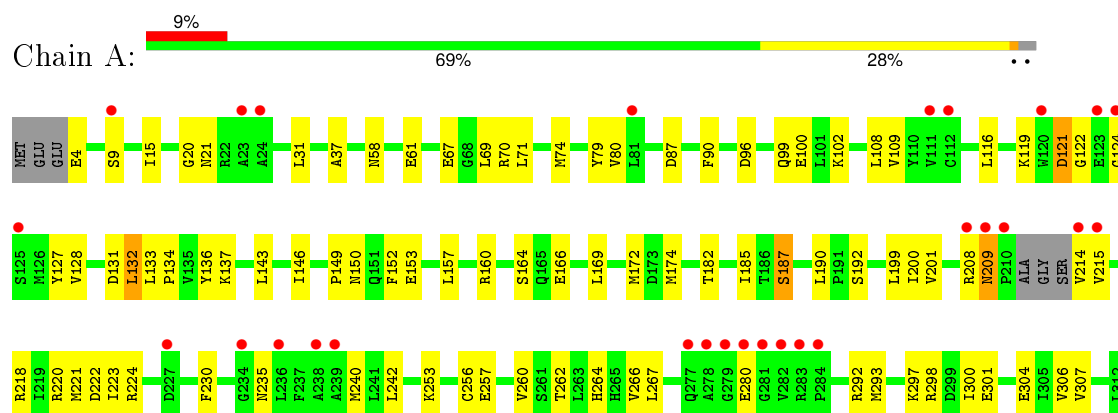 9%
Chain A:
69% 28% ••
MET GLU GLU E4 S9 I15 G20 N21 R22 A23 A24 L31 A37 N58 E61 E67 G68 L69 R70 L71 N74 Y79 V80 L81 D87 F90 D96 Q99 E100 L101 K102 L108 V109 Y110 V111 C112 L116 K119 W120 D121 G122 E123
S125 M126 Y127 V128 D131 L132 L133 P134 V135 Y136 K137 L143 I146 P149 N150 Q151 F152 E153 L157 R160 S164 Q165 E166 L169 M172 D173 M174 T182 I185 T186 S187 L190 P191 S192 L199 I200 V201 R208 N209 P210 ALA GLY SER V214 V215
R218 I219 R220 M221 D222 I223 R224 D227 F230 G234 N235 L236 F237 A238 A239 M240 L241 L242 K253 C256 E257 V260 S261 T262 L263 H264 H265 V266 L267 Q277 A278 G279 E280 G281 V282 R283 P284 R292 M293 K297 R298 D299 I300 E301 E304 I305 V306 V307